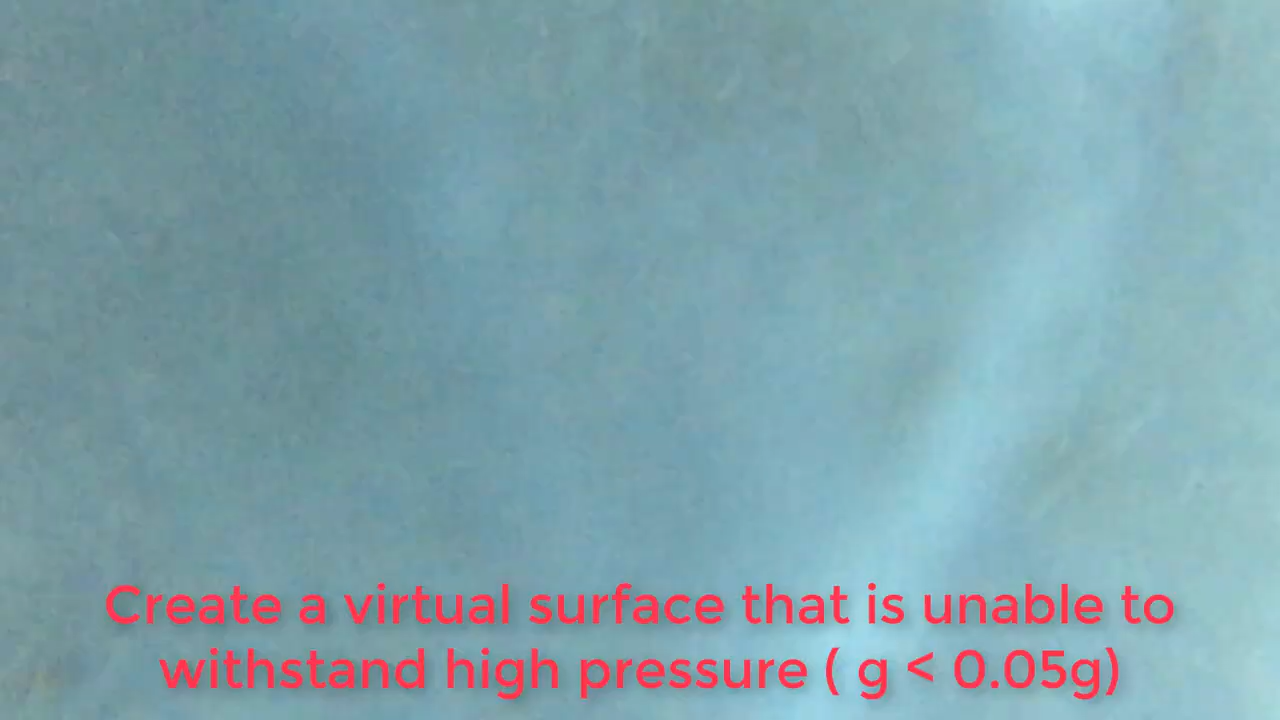 Create a virtual surface that is unable to
withstand high pressure ( g < 0.05g)